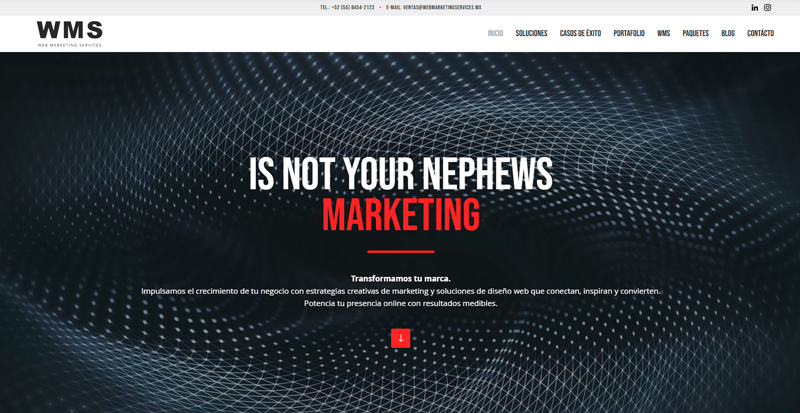 TEL.: +52 (55) 8454-2123 • E-MAIL: VENTAS@WEBMARKETINGSERVICES.MX
WMS
WEB MARKETING SERVICES
INICIO SOLUCIONES CASOS DE ÉXITO PORTAFOLIO WMS PAQUETES BLOG CONTÁCTO
IS NOT YOUR NEPHEWS
MARKETING
Transformamos tu marca.
Impulsamos el crecimiento de tu negocio con estrategias creativas de marketing y soluciones de diseño web que conectan, inspiran y convierten.
Potencia tu presencia online con resultados medibles.